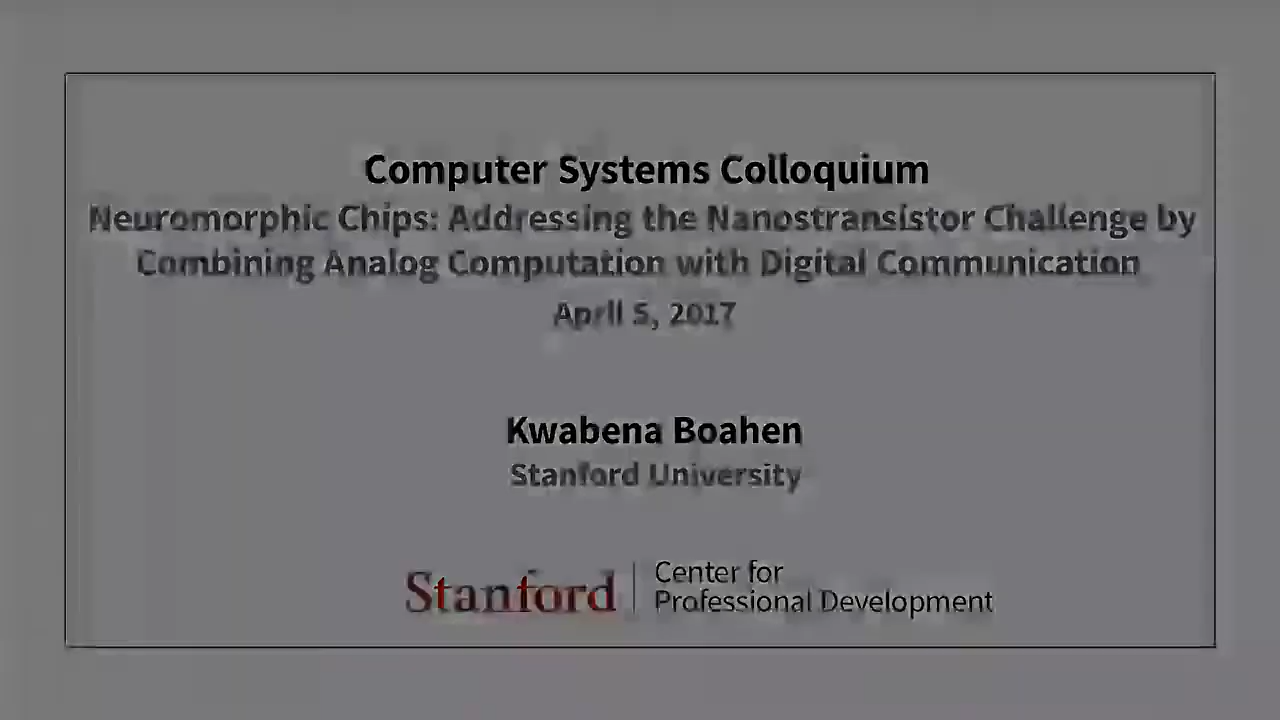 Computer Systems Colloquium
Neuromorphic Chips: Addressing the Nanostransistor Challenge by
Combining Analog Computation with Digital Communication
April 5, 2017
Kwabena Boahen
Stanford University
Stanford
Center for
Professional Development